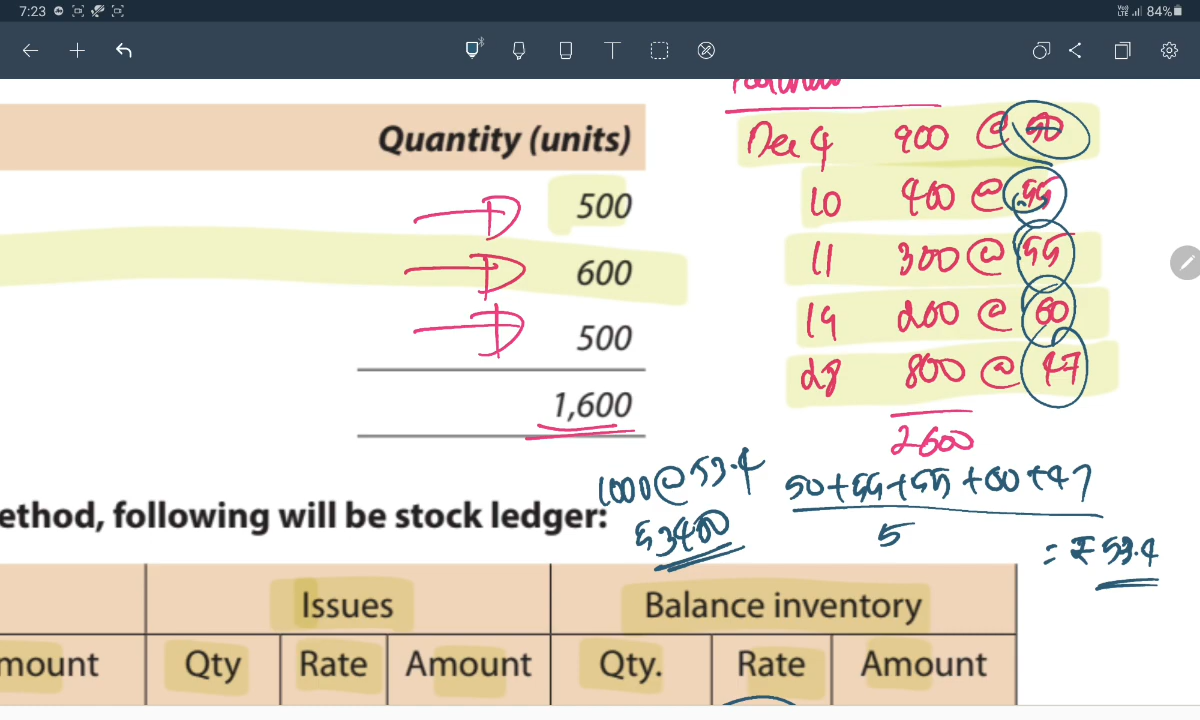 7:23
84%
Quantity (units)
500
600
500
1,600
Dec 4 900 @ 50
10 400 @ 55
11 300 @ 55
19 200 @ 60
28 800 @ 47
2600
1000@53.4
53400
50+55+55+60+47
5
= ₹53.4
ethod, following will be stock ledger:
Issues Balance inventory
mount Qty Rate Amount Qty. Rate Amount